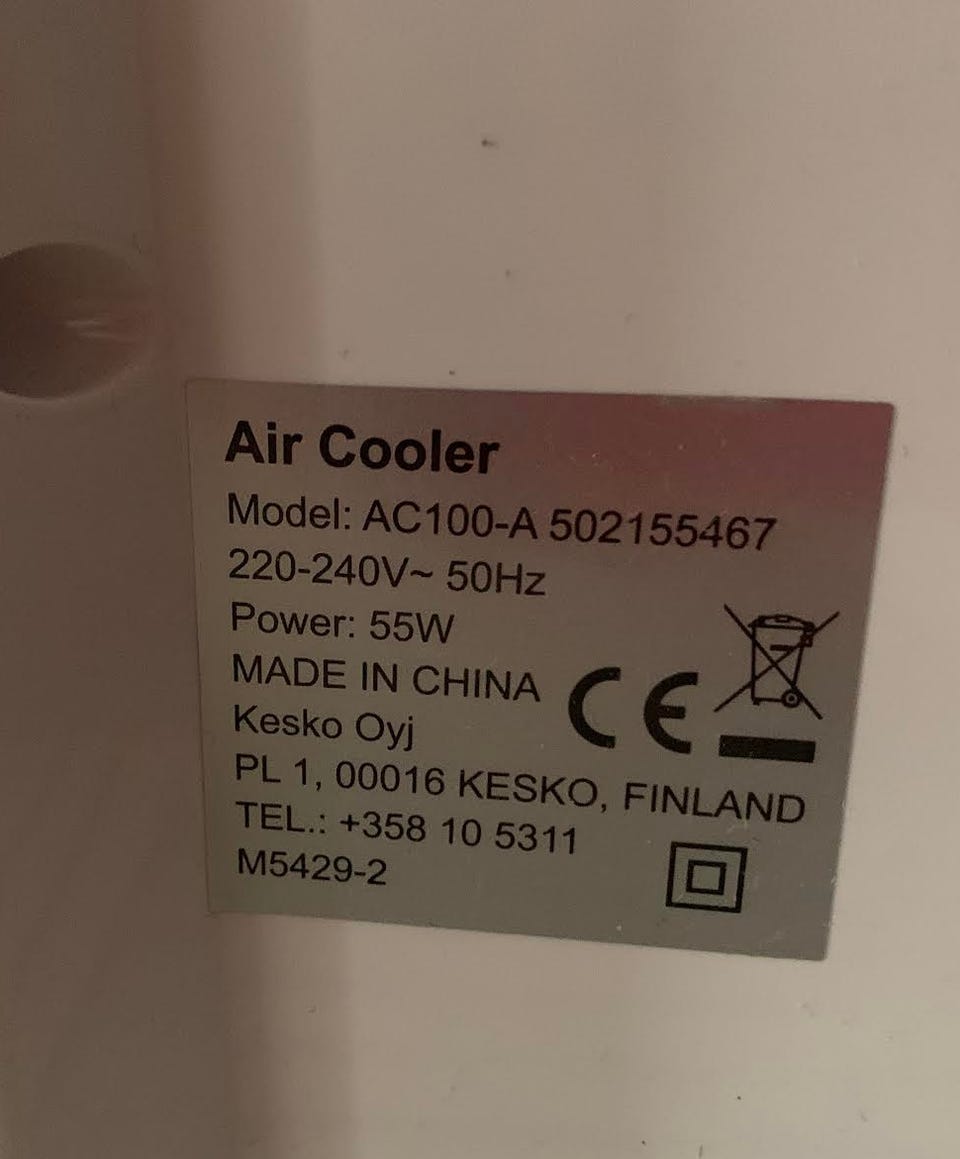 Air Cooler
Model: AC100-A 502155467
220-240V~ 50Hz
Power: 55W
MADE IN CHINA
CE
Kesko Oyj
PL 1, 00016 KESKO, FINLAND
TEL.: +358 10 5311
M5429-2